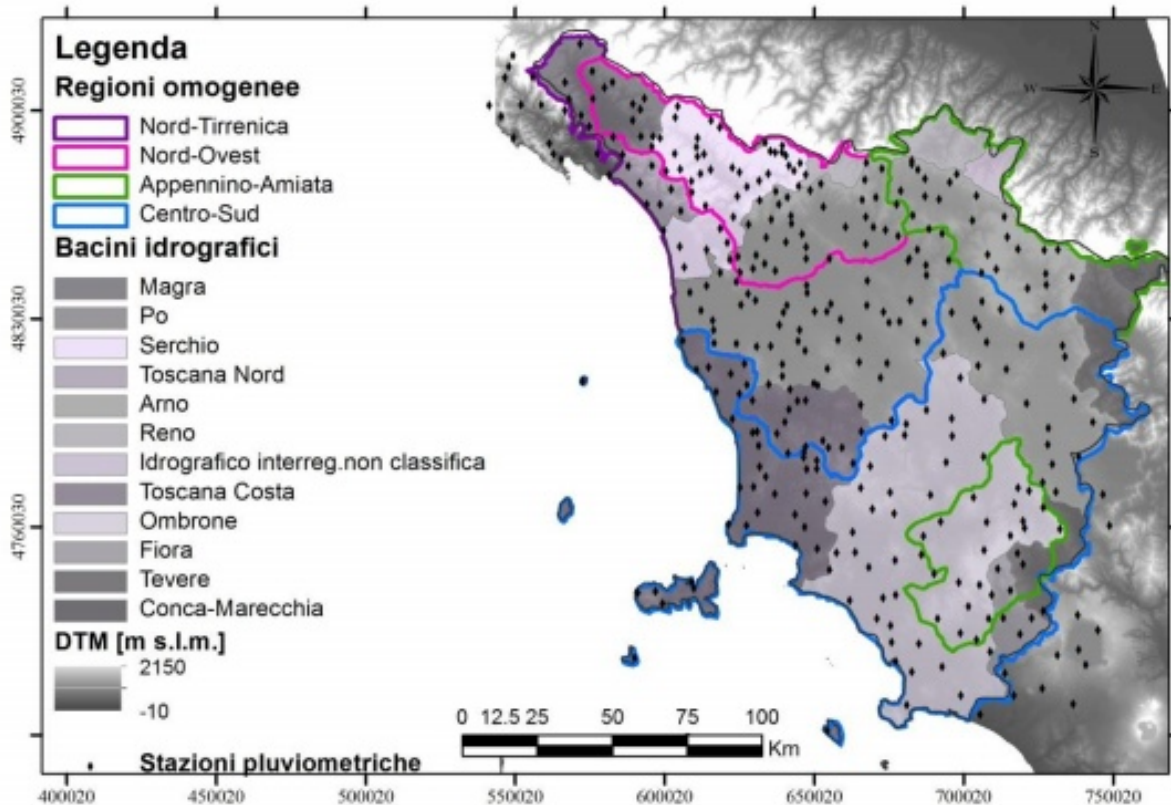 Legenda
Regioni omogenee
Nord-Tirrenica
Nord-Ovest
Appennino-Amiata
Centro-Sud
Bacini idrografici
Magra
Po
Serchio
Toscana Nord
Arno
Reno
Idrografico interreg.non classifica
Toscana Costa
Ombrone
Fiora
Tevere
Conca-Marecchia
DTM [m s.l.m.]
2150
-10
Stazioni pluviometriche
N
W E
S
0 12.5 25 50 75 100
Km
4900030
4830030
4760030
400020 450020 500020 550020 600020 650020 700020 750020